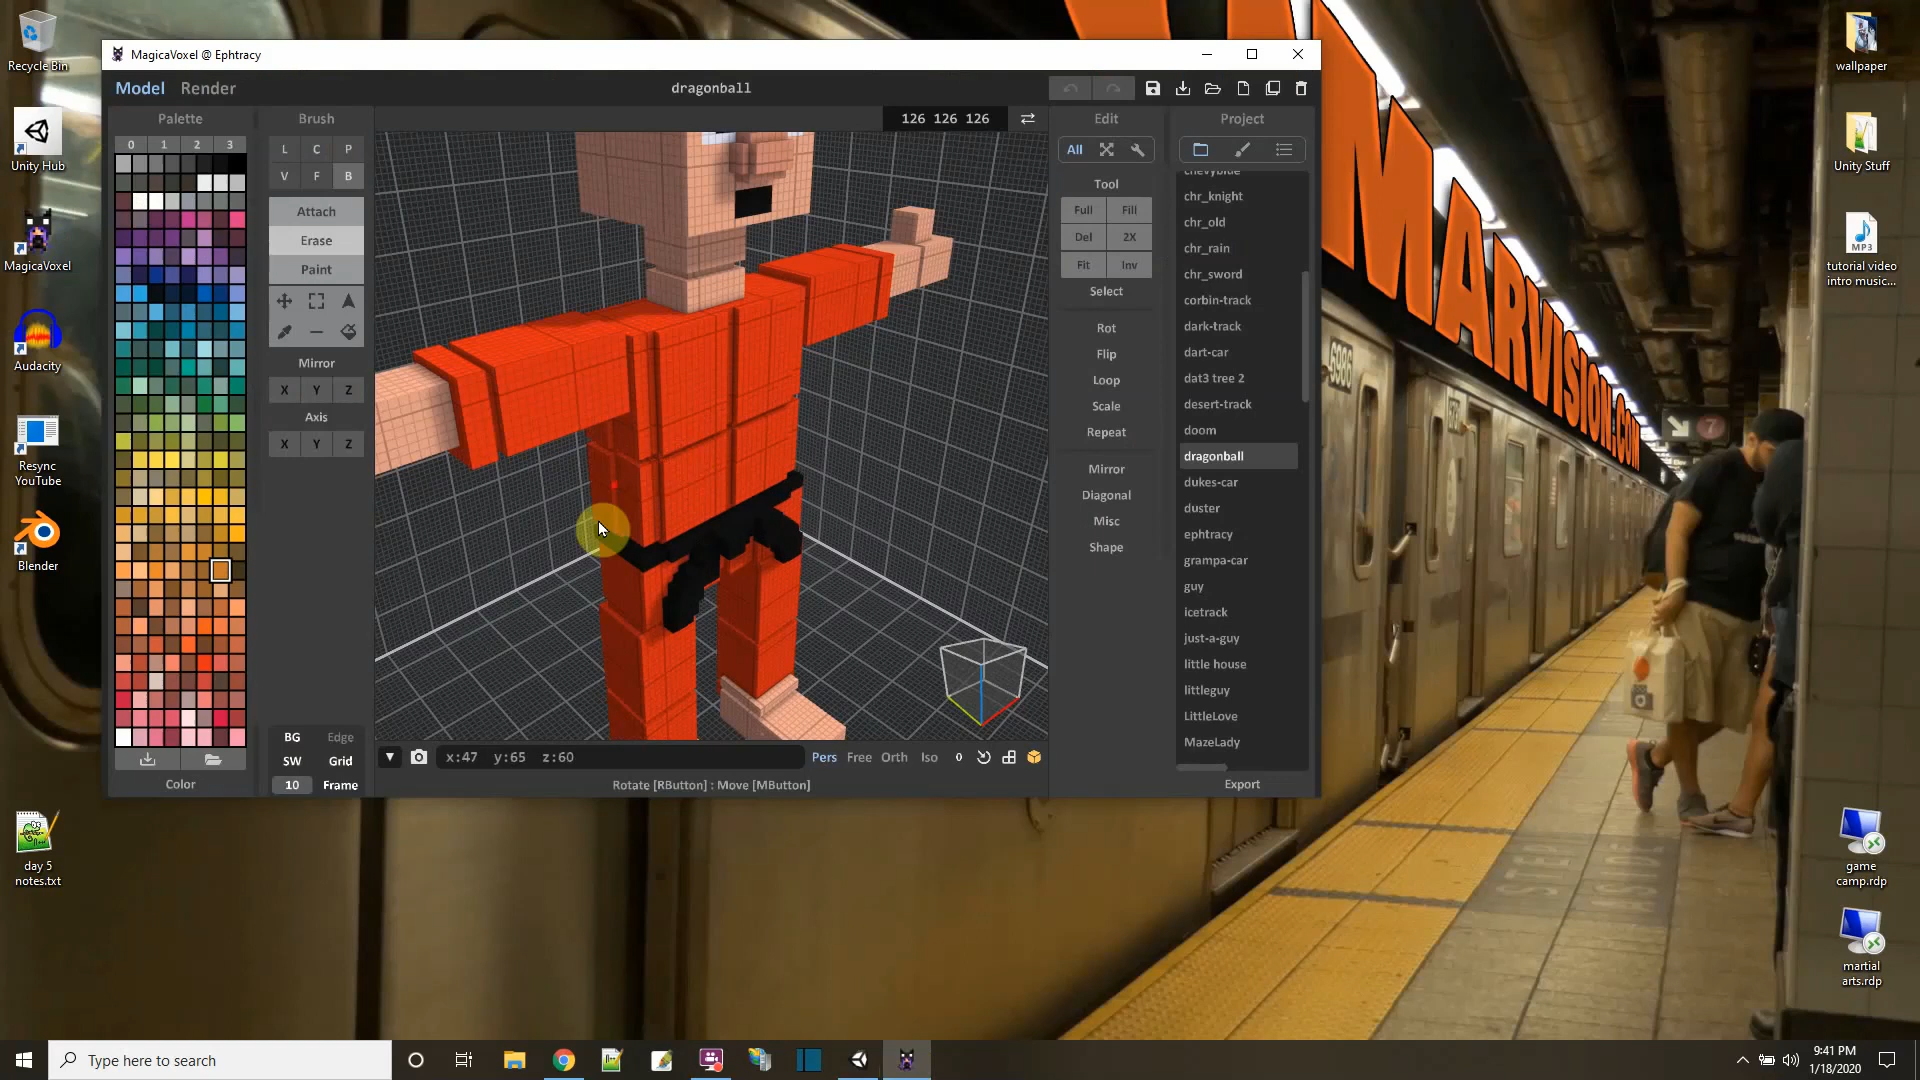 Recycle Bin
Unity Hub
MagicaVoxel
Audacity
Resync
YouTube
Blender
day 5
notes.txt
MagicaVoxel @ Ephtracy
Model
Render
dragonball
Palette
0
1
2
3
Color
Brush
L
C
P
V
F
B
Attach
Erase
Paint
Mirror
X
Y
Z
Axis
X
Y
Z
BG
Edge
SW
Grid
10
Frame
126 126 126
x:47
y:65
z:60
Pers
Free
Orth
Iso
0
Rotate [RButton] : Move [MButton]
Edit
All
Tool
Full
Fill
Del
2X
Fit
Inv
Select
Rot
Flip
Loop
Scale
Repeat
Mirror
Diagonal
Misc
Shape
Project
chevyblue
chr_knight
chr_old
chr_rain
chr_sword
corbin-track
dark-track
dart-car
dat3 tree 2
desert-track
doom
dragonball
dukes-car
duster
ephtracy
grampa-car
guy
icetrack
just-a-guy
little house
littleguy
LittleLove
MazeLady
Export
MARVISION.COM
6986
7
wallpaper
Unity Stuff
MP3
tutorial video
intro music...
game
camp.rdp
martial
arts.rdp
Type here to search
9:41 PM
1/18/2020